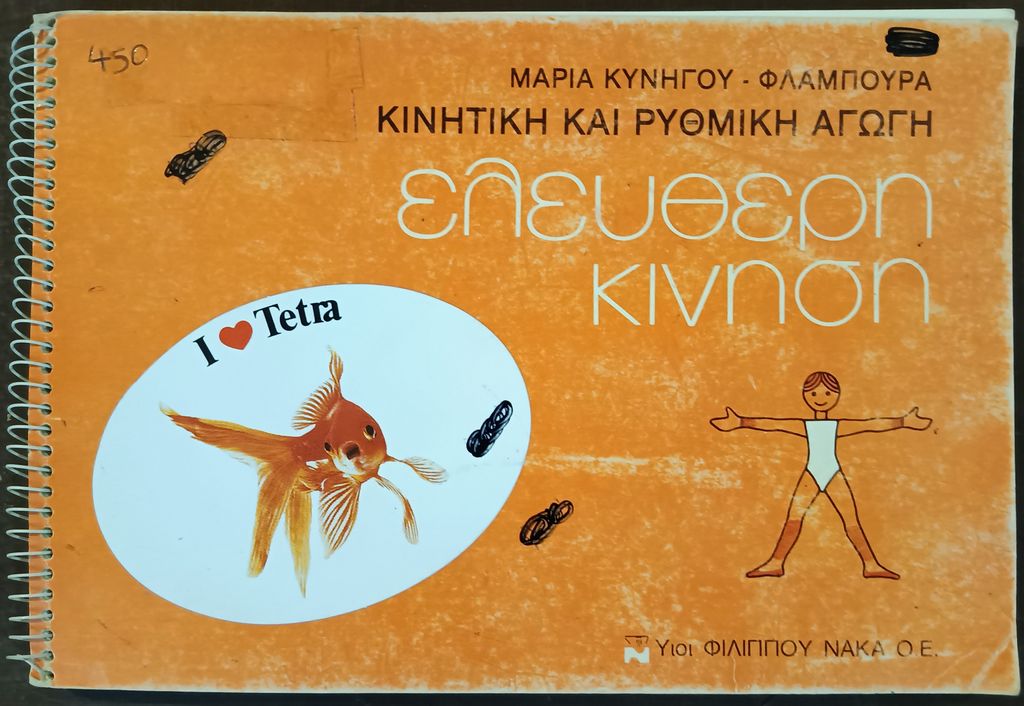 450
ΜΑΡΙΑ ΚΥΝΗΓΟΥ - ΦΛΑΜΠΟΥΡΑ
ΚΙΝΗΤΙΚΗ ΚΑΙ ΡΥΘΜΙΚΗ ΑΓΩΓΗ
ελευθερη
κινηση
I ❤ Tetra
Υιοι ΦΙΛΙΠΠΟΥ ΝΑΚΑ Ο.Ε.